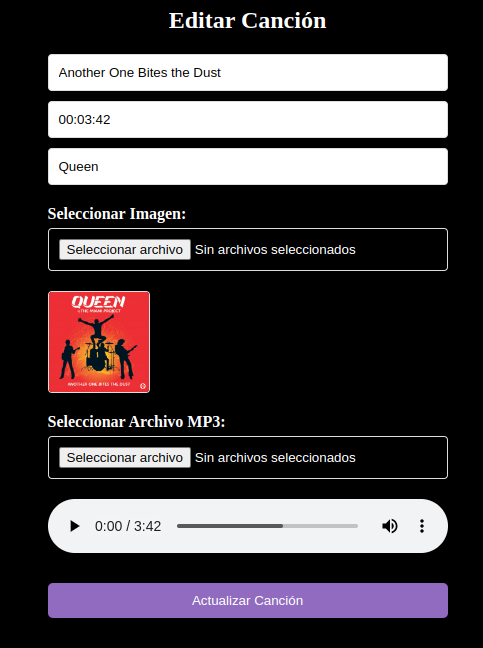 Editar Canción
Another One Bites the Dust
00:03:42
Queen
Seleccionar Imagen:
Seleccionar archivo Sin archivos seleccionados
QUEEN
THE MIAMI PROJECT
ANOTHER ONE BITES THE DUST
Seleccionar Archivo MP3:
Seleccionar archivo Sin archivos seleccionados
0:00 / 3:42
Actualizar Canción